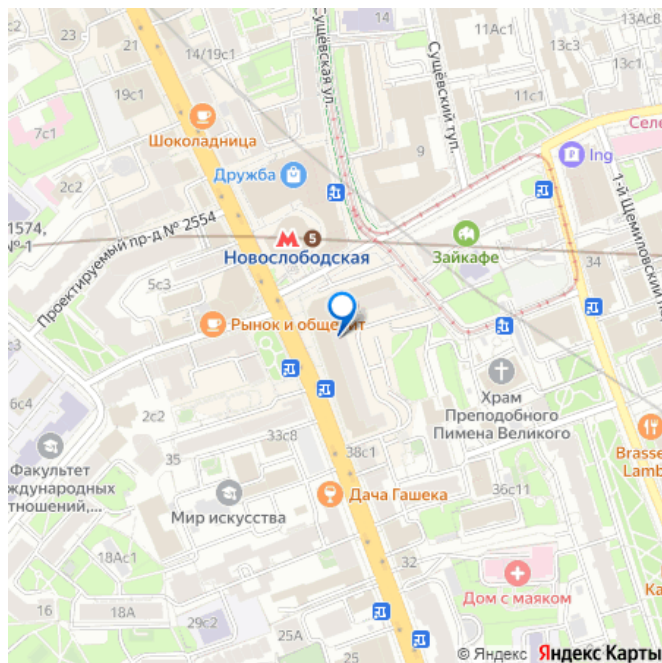 23
21
14/19с1
Сущёвская ул.
14
Сущёвский туп.
11Ас1
13Ас8
13с3
13с1
19с1
11с1
7с1
Шоколадница
9
Селе
Ing
2с2
Дружба
1-й Щемиловский пе
1574,
№-1
Проектируемый пр-д № 2554
5
Новослободская
Зайкафе
34
5с3
Рынок и общепит
6с4
2с2
Храм
Преподобного
Пимена Великого
33с8
35
38с1
Brasse
Lamb
Факультет
ждународных
тношений,...
Мир искусства
Дача Гашека
36с11
18Ас1
32
Дом с маяком
Ка
16
18А
29с2
25А
© Яндекс Яндекс Карты